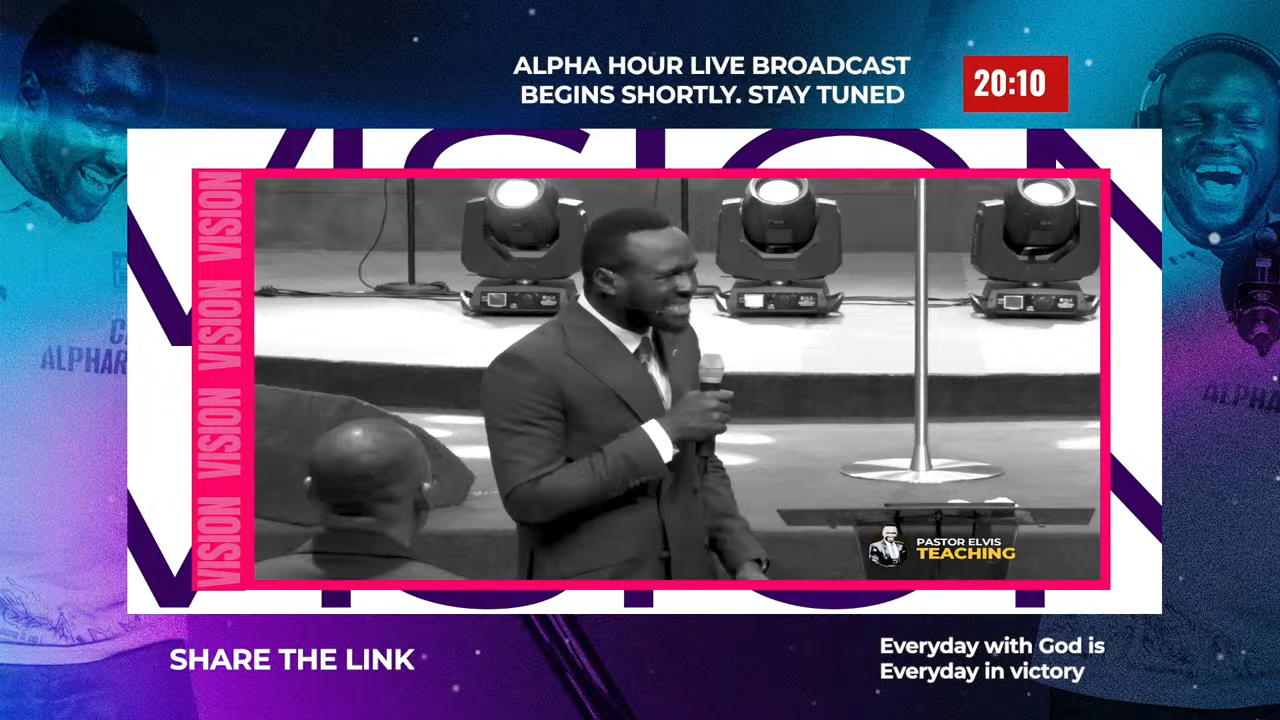 ALPHA HOUR LIVE BROADCAST
BEGINS SHORTLY. STAY TUNED
20:10
VISION
VISION VISION VISION VISION
PASTOR ELVIS
TEACHING
SHARE THE LINK
Everyday with God is
Everyday in victory